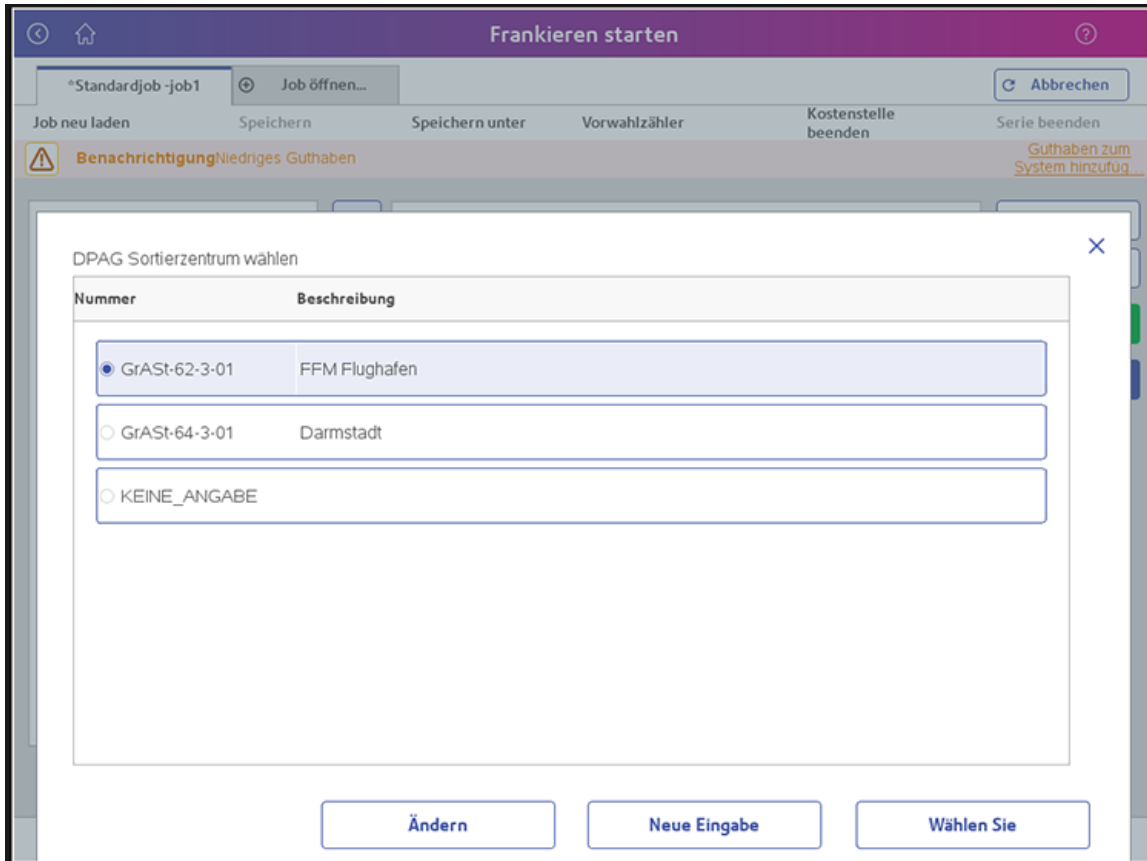 Frankieren starten
*Standardjob -job1
Job öffnen...
Abbrechen
Job neu laden
Speichern
Speichern unter
Vorwahlzähler
Kostenstelle
beenden
Serie beenden
BenachrichtigungNiedriges Guthaben
Guthaben zum
System hinzufüg...
DPAG Sortierzentrum wählen
Nummer Beschreibung
GrASt-62-3-01 FFM Flughafen
GrASt-64-3-01 Darmstadt
KEINE_ANGABE
Ändern
Neue Eingabe
Wählen Sie